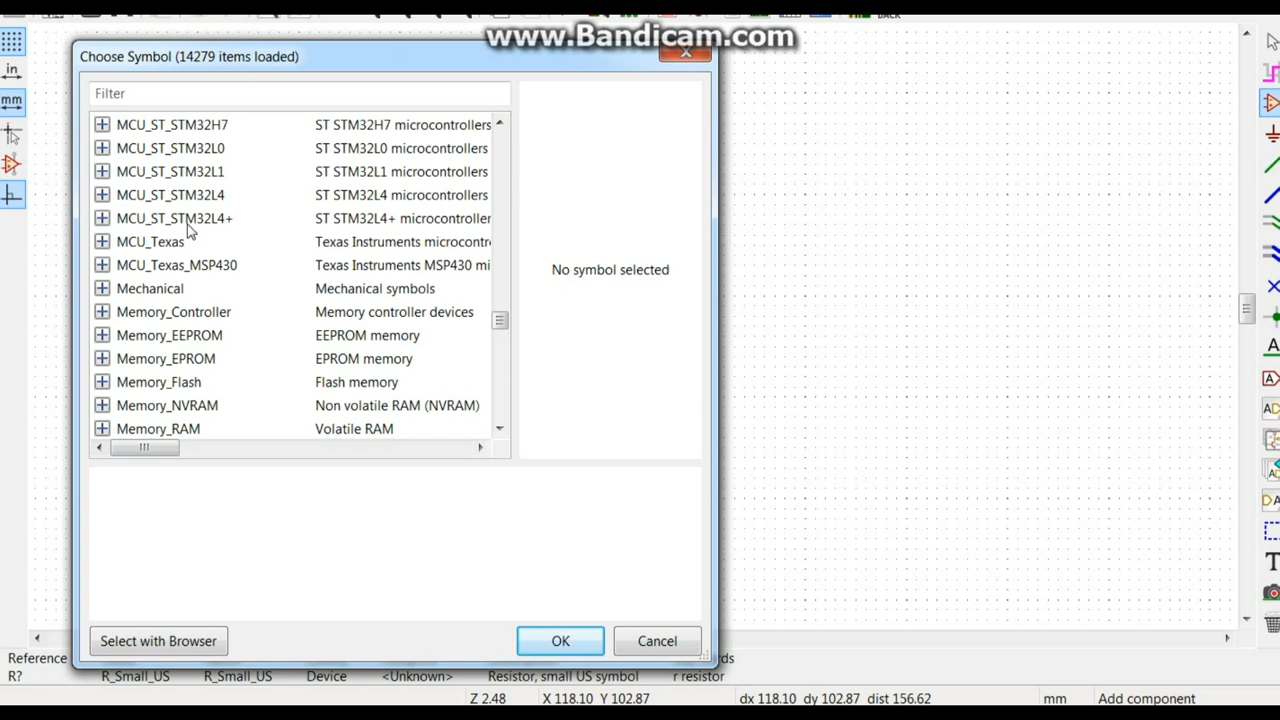 www.Bandicam.com
Choose Symbol (14279 items loaded)
Filter
MCU_ST_STM32H7 ST STM32H7 microcontrollers
MCU_ST_STM32L0 ST STM32L0 microcontrollers
MCU_ST_STM32L1 ST STM32L1 microcontrollers
MCU_ST_STM32L4 ST STM32L4 microcontrollers
MCU_ST_STM32L4+ ST STM32L4+ microcontroller
MCU_Texas Texas Instruments microcontr
MCU_Texas_MSP430 Texas Instruments MSP430 mi
Mechanical Mechanical symbols
Memory_Controller Memory controller devices
Memory_EEPROM EEPROM memory
Memory_EPROM EPROM memory
Memory_Flash Flash memory
Memory_NVRAM Non volatile RAM (NVRAM)
Memory_RAM Volatile RAM
No symbol selected
Select with Browser OK Cancel
in
mm
Reference
R? R_Small_US R_Small_US Device <Unknown> Resistor, small US symbol r resistor
Z 2.48 X 118.10 Y 102.87 dx 118.10 dy 102.87 dist 156.62 mm Add component